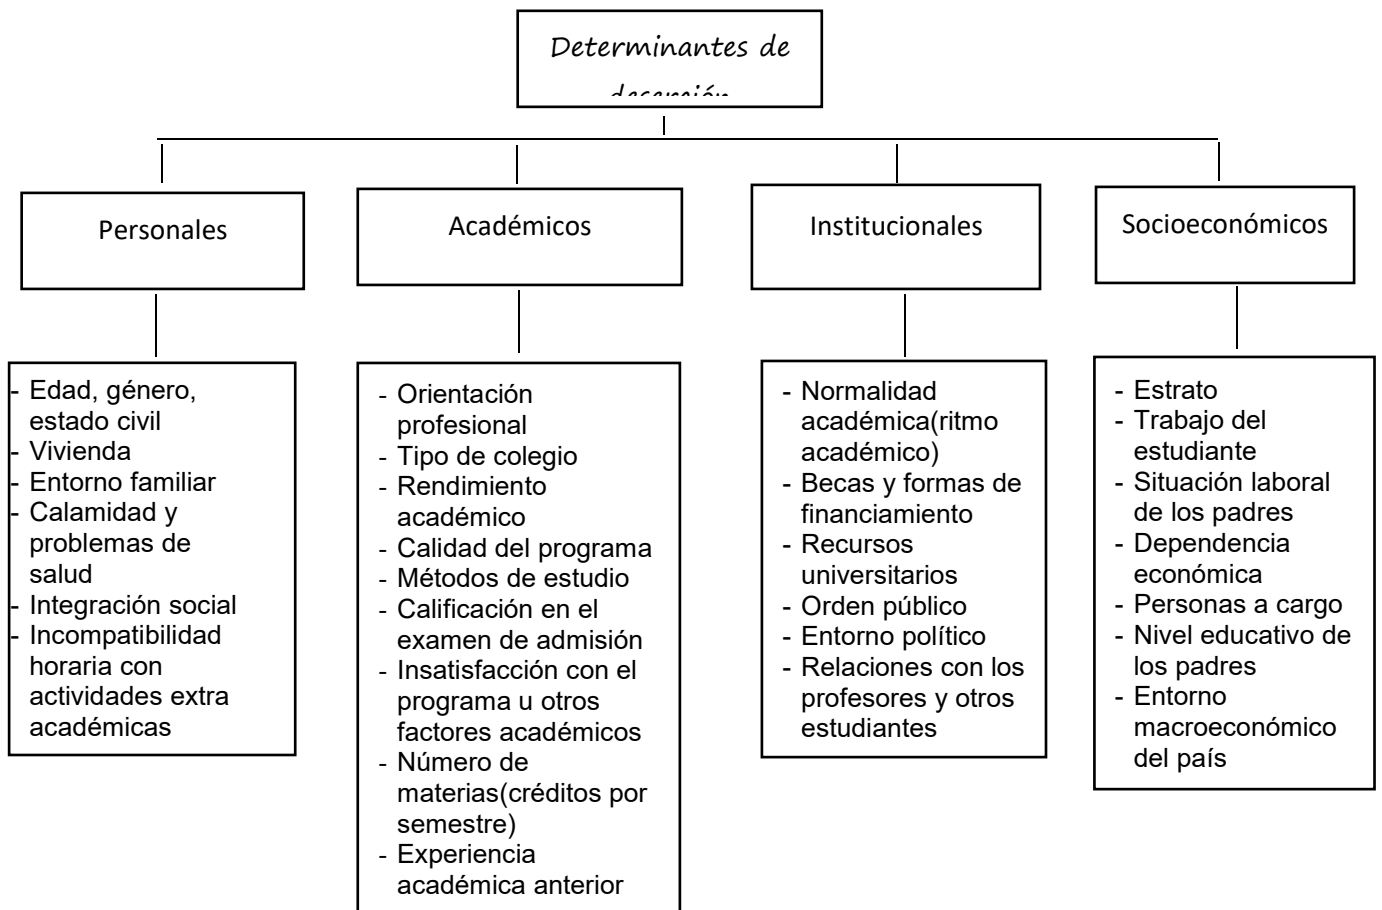 Determinantes de
deserción
Personales
Académicos
Institucionales
Socioeconómicos
- Edad, género,
estado civil
- Vivienda
- Entorno familiar
- Calamidad y
problemas de
salud
- Integración social
- Incompatibilidad
horaria con
actividades extra
académicas
- Orientación
profesional
- Tipo de colegio
- Rendimiento
académico
- Calidad del programa
- Métodos de estudio
- Calificación en el
examen de admisión
- Insatisfacción con el
programa u otros
factores académicos
- Número de
materias(créditos por
semestre)
- Experiencia
académica anterior
- Normalidad
académica(ritmo
académico)
- Becas y formas de
financiamiento
- Recursos
universitarios
- Orden público
- Entorno político
- Relaciones con los
profesores y otros
estudiantes
- Estrato
- Trabajo del
estudiante
- Situación laboral
de los padres
- Dependencia
económica
- Personas a cargo
- Nivel educativo de
los padres
- Entorno
macroeconómico
del país